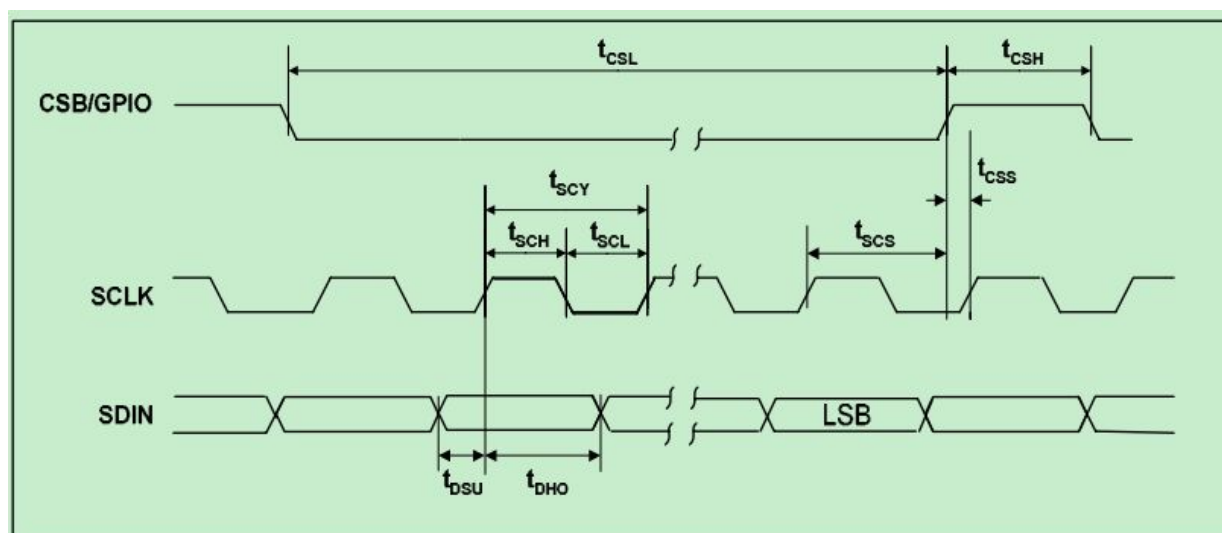 tCSL
tCSH
CSB/GPIO
tCSS
tSCY
tSCH
tSCL
tSCS
SCLK
SDIN
LSB
tDSU
tDHO